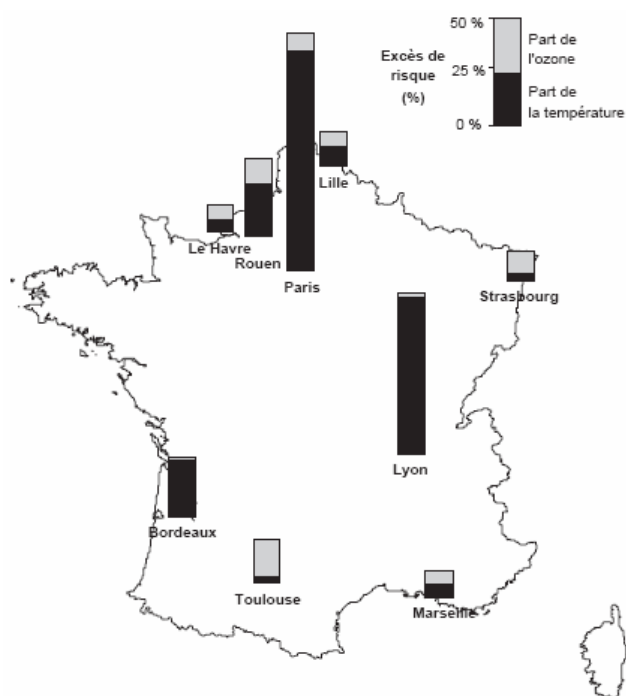 Excès de
risque
(%)
50 %
25 %
0 %
Part de
l'ozone
Part de
la température
Lille
Le Havre
Rouen
Paris
Strasbourg
Lyon
Bordeaux
Toulouse
Marseille